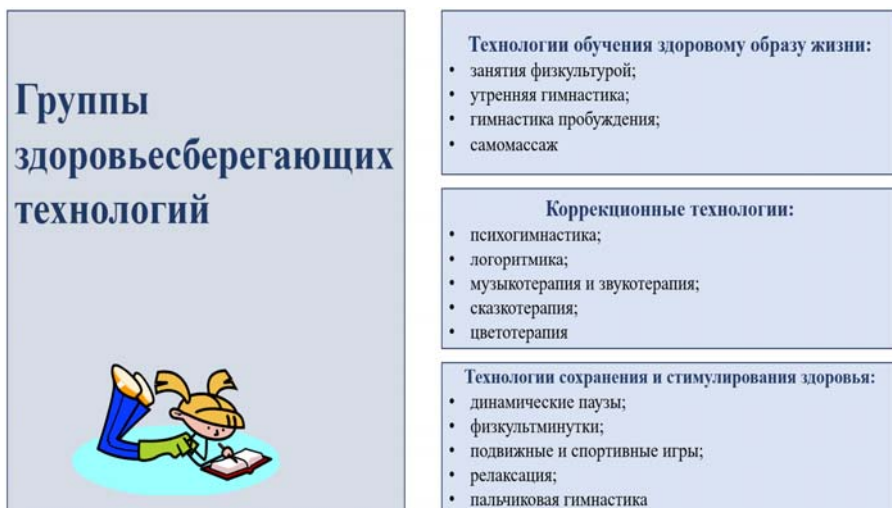 Группы
здоровьесберегающих
технологий
Технологии обучения здоровому образу жизни:
• занятия физкультурой;
• утренняя гимнастика;
• гимнастика пробуждения;
• самомассаж
Коррекционные технологии:
• психогимнастика;
• логоритмика;
• музыкотерапия и звукотерапия;
• сказкотерапия;
• цветотерапия
Технологии сохранения и стимулирования здоровья:
• динамические паузы;
• физкультминутки;
• подвижные и спортивные игры;
• релаксация;
• пальчиковая гимнастика